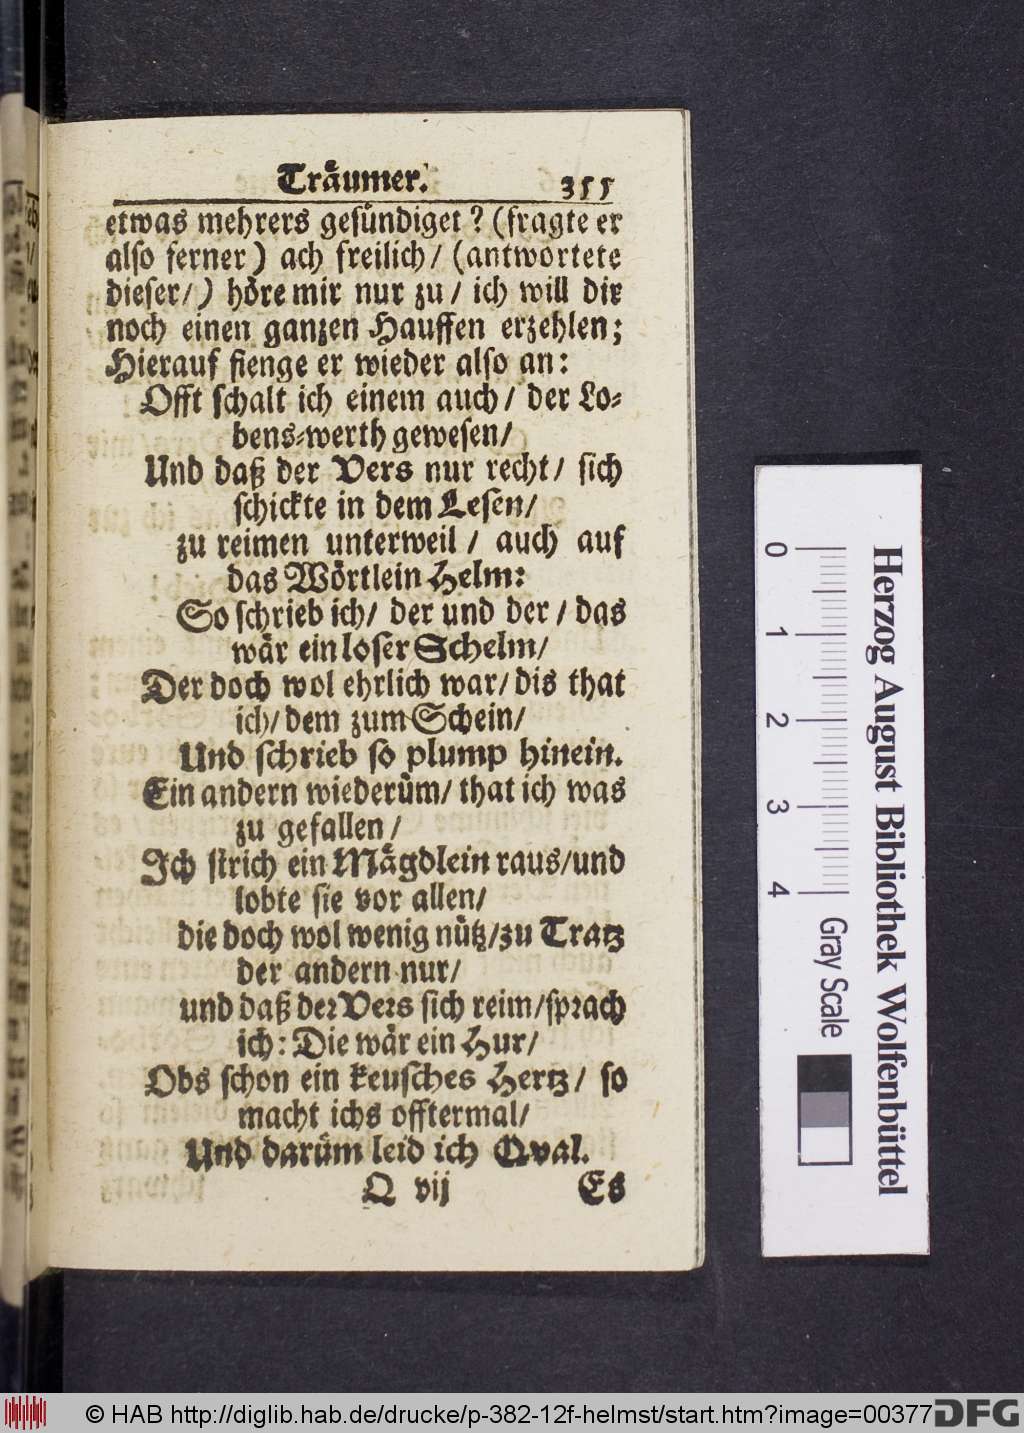 Träumer. 355
etwas mehrers gesündiget? (fragte er
also ferner) ach freilich/ (antwortete
dieser/) höre mir nur zu/ ich will dir
noch einen ganzen Hauffen erzehlen;
Hierauf fienge er wieder also an:
Offt schalt ich einem auch/ der Lo-
bens-werth gewesen/
Und daß der Vers nur recht/ sich
schickte in dem Lesen/
zu reimen unterweil/ auch auf
das Wörtlein Helm:
So schrieb ich/ der und der/ das
wär ein loser Schelm/
Der doch wol ehrlich war/ dis that
ich/ dem zum Schein/
Und schrieb so plump hinein.
Ein andern wiederüm/ that ich was
zu gefallen/
Ich strich ein Mägdlein raus/und
lobte sie vor allen/
die doch wol wenig nütz/zu Tratz
der andern nur/
und daß der Vers sich reim/sprach
ich: Die wär ein Hur/
Obs schon ein keusches Hertz/ so
macht ichs offtermal/
Und darüm leid ich Qval.
Q vij Es
0 1 2 3 4
Gray Scale
Herzog August Bibliothek Wolfenbüttel
© HAB http://diglib.hab.de/drucke/p-382-12f-helmst/start.htm?image=00377
DFG